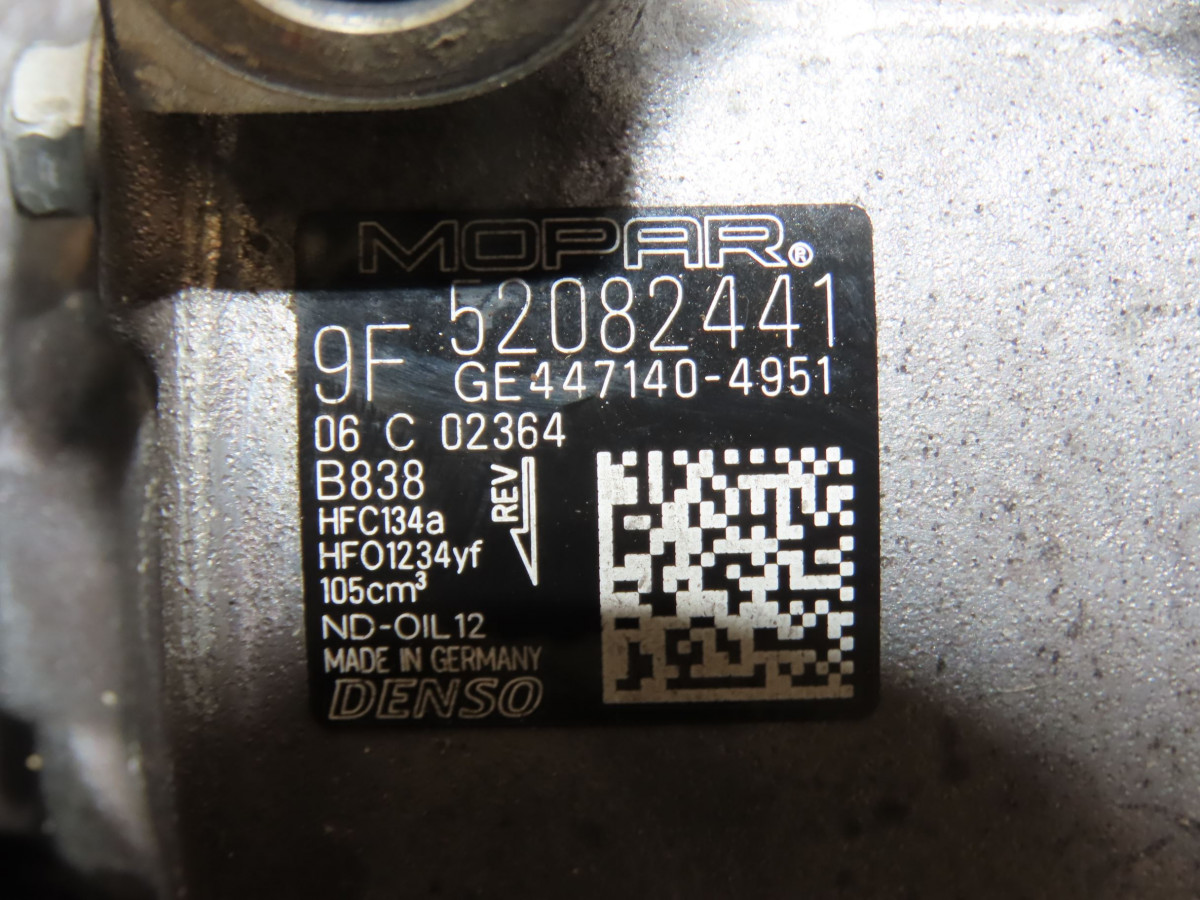 MOPAR®
52082441
9F
GE447140-4951
06 C 02364
B838
REV
HFC134a
HFO1234yf
105cm³
ND-OIL12
MADE IN GERMANY
DENSO